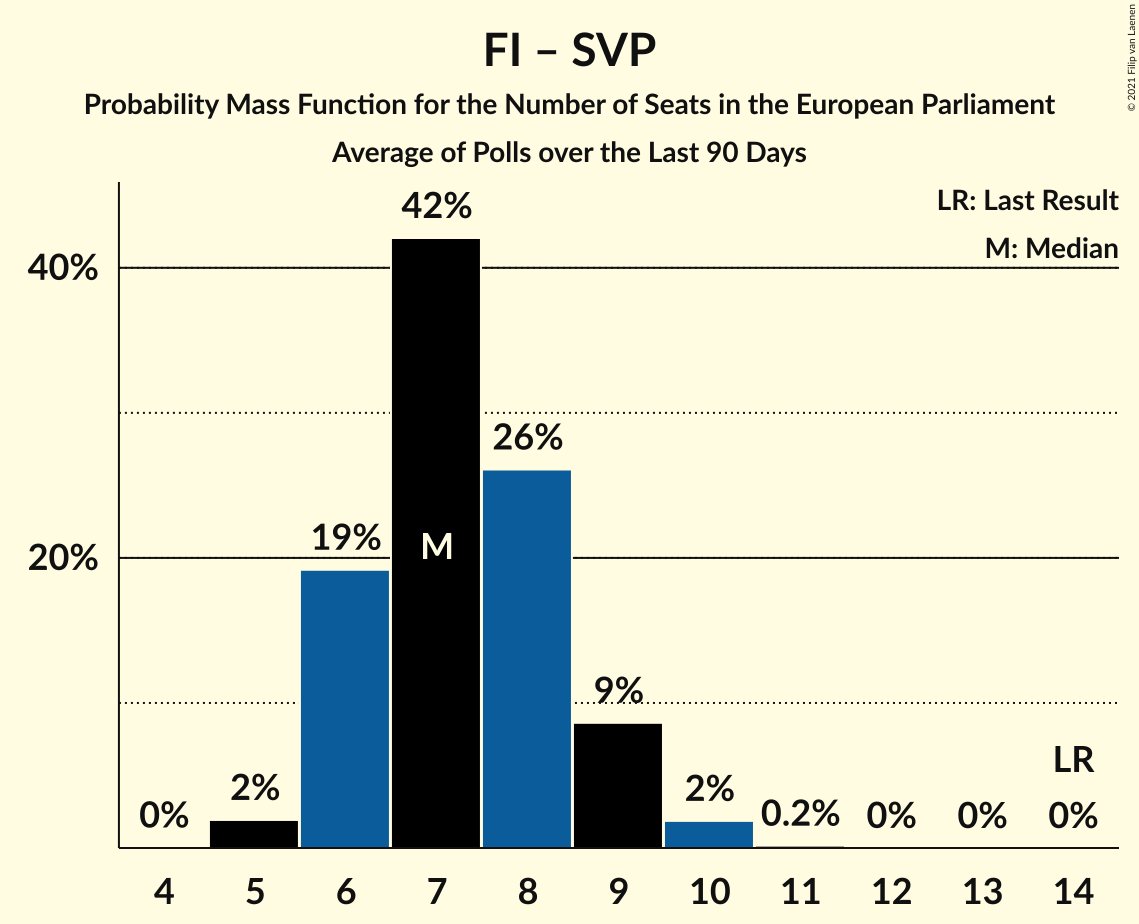 FI – SVP
Probability Mass Function for the Number of Seats in the European Parliament
Average of Polls over the Last 90 Days
© 2021 Filip van Laenen
LR: Last Result
M: Median
40%
20%
0%
2%
19%
42%
M
26%
9%
2%
0.2%
0%
0%
LR
0%
4 5 6 7 8 9 10 11 12 13 14